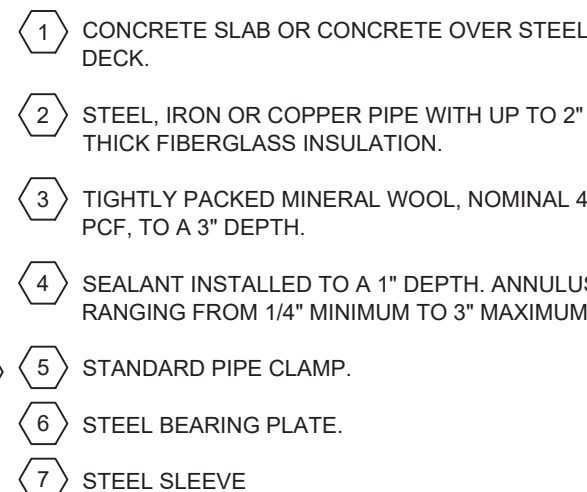 1 CONCRETE SLAB OR CONCRETE OVER STEEL
DECK.
2 STEEL, IRON OR COPPER PIPE WITH UP TO 2"
THICK FIBERGLASS INSULATION.
3 TIGHTLY PACKED MINERAL WOOL, NOMINAL 4
PCF, TO A 3" DEPTH.
4 SEALANT INSTALLED TO A 1" DEPTH. ANNULUS
RANGING FROM 1/4" MINIMUM TO 3" MAXIMUM
5 STANDARD PIPE CLAMP.
6 STEEL BEARING PLATE.
7 STEEL SLEEVE